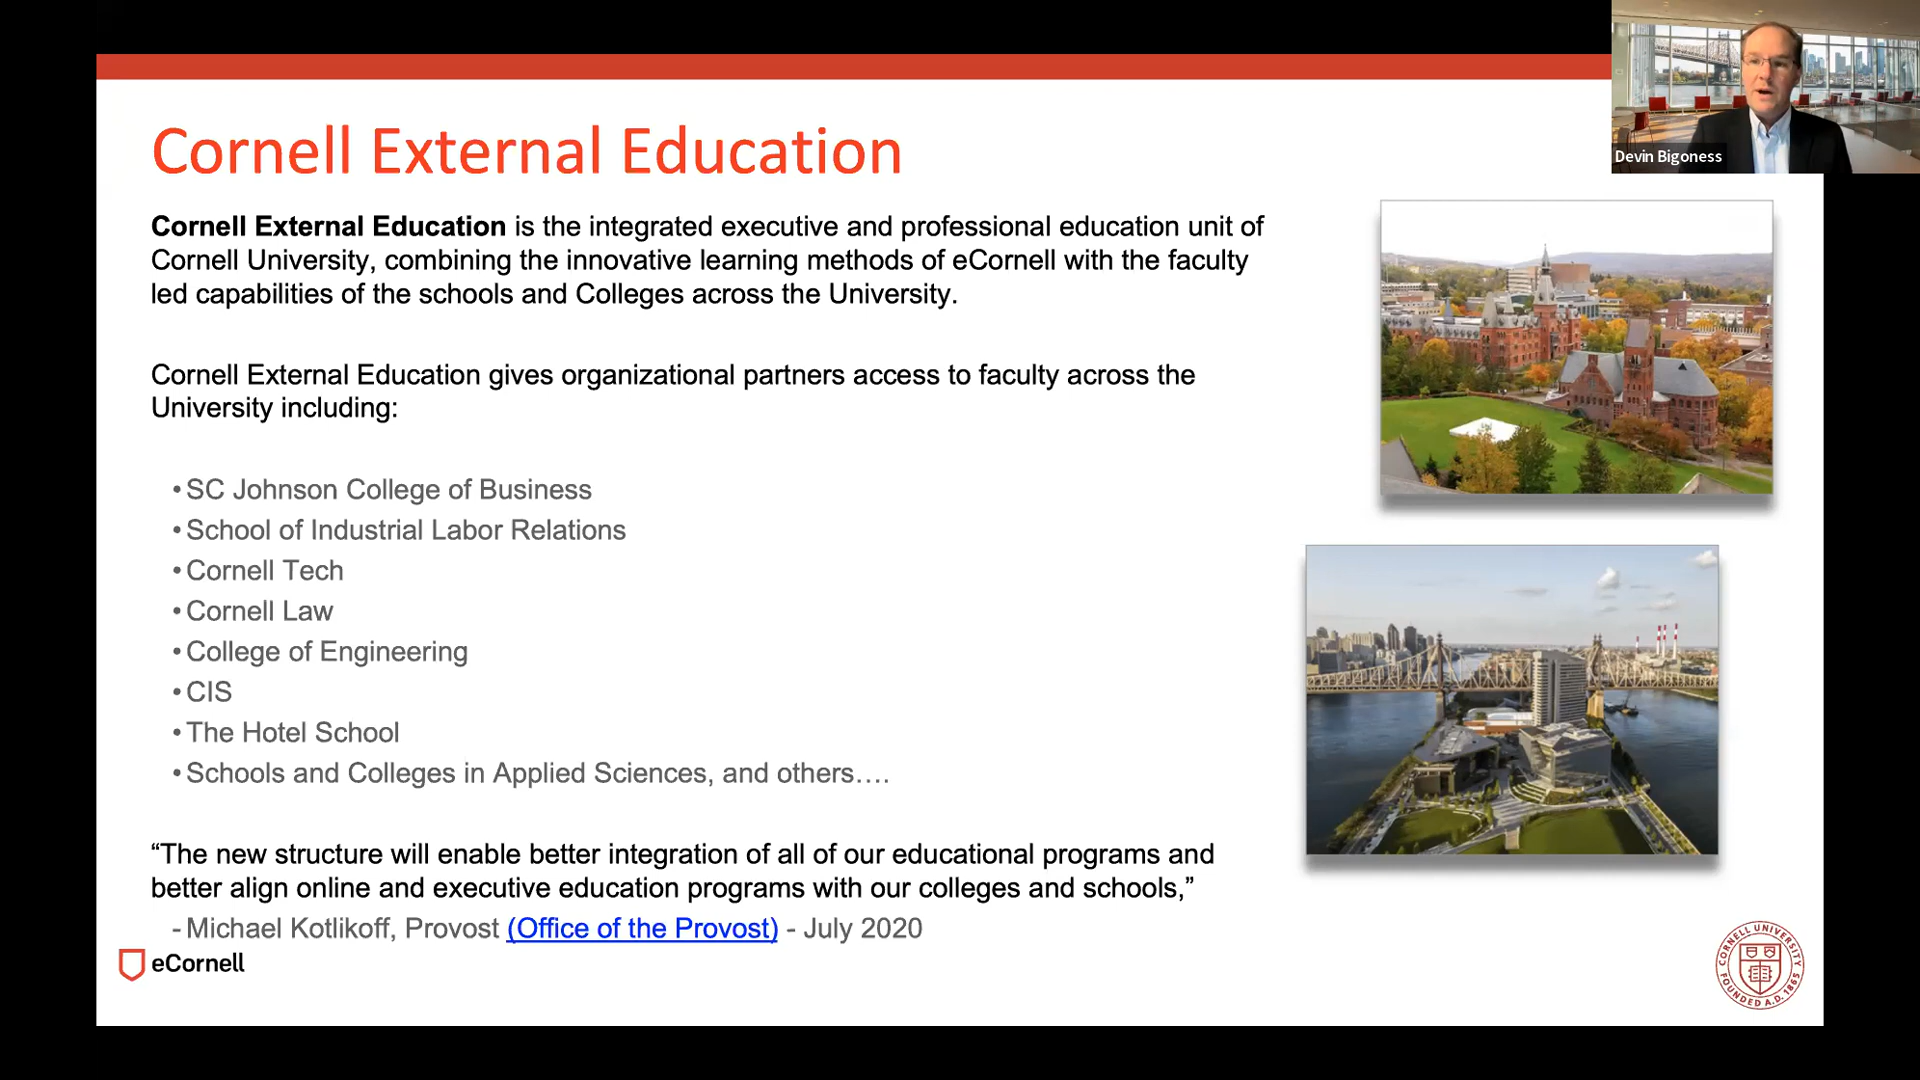 Devin Bigoness
Cornell External Education
Cornell External Education is the integrated executive and professional education unit of
Cornell University, combining the innovative learning methods of eCornell with the faculty
led capabilities of the schools and Colleges across the University.
Cornell External Education gives organizational partners access to faculty across the
University including:
•SC Johnson College of Business
•School of Industrial Labor Relations
•Cornell Tech
•Cornell Law
•College of Engineering
•CIS
•The Hotel School
•Schools and Colleges in Applied Sciences, and others….
“The new structure will enable better integration of all of our educational programs and
better align online and executive education programs with our colleges and schools,”
- Michael Kotlikoff, Provost (Office of the Provost) - July 2020
eCornell
CORNELL UNIVERSITY
FOUNDED A.D. 1865